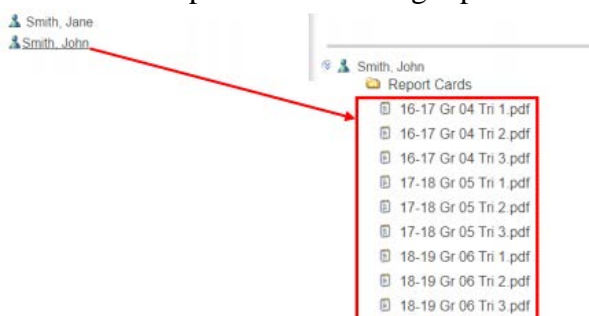 Smith, Jane
Smith, John
Smith, John
Report Cards
16-17 Gr 04 Tri 1.pdf
16-17 Gr 04 Tri 2.pdf
16-17 Gr 04 Tri 3.pdf
17-18 Gr 05 Tri 1.pdf
17-18 Gr 05 Tri 2.pdf
17-18 Gr 05 Tri 3.pdf
18-19 Gr 06 Tri 1.pdf
18-19 Gr 06 Tri 2.pdf
18-19 Gr 06 Tri 3.pdf